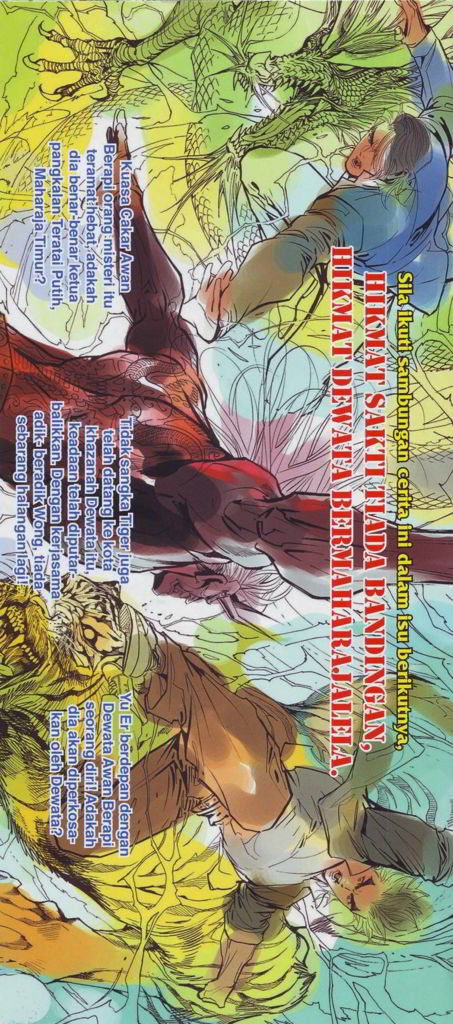 Sila ikuti sambungan cerita ini dalam isu berikutnya,
HIKMAT SAKTI TIADA BANDINGAN,
HIKMAT DEWATA BERMAHARAJALELA.
Kuasa Cakar Awan
Berapi orang misteri itu
teramat hebat, adakah
dia benar-benar ketua
pangkalan Teratai Putih,
Maharaja Timur?
Tidak sangka Tiger juga
telah datang ke kota
khazanah Dewata itu,
keadaan telah diputar
balikkan. Dengan kerjasama
adik- beradik Wong, tiada
sebarang halangan lagi!
Yu Er berdepan dengan
Dewata Awan Berapi
seorang diri! Adakah
dia akan diperkosa-
kan oleh Dewata?